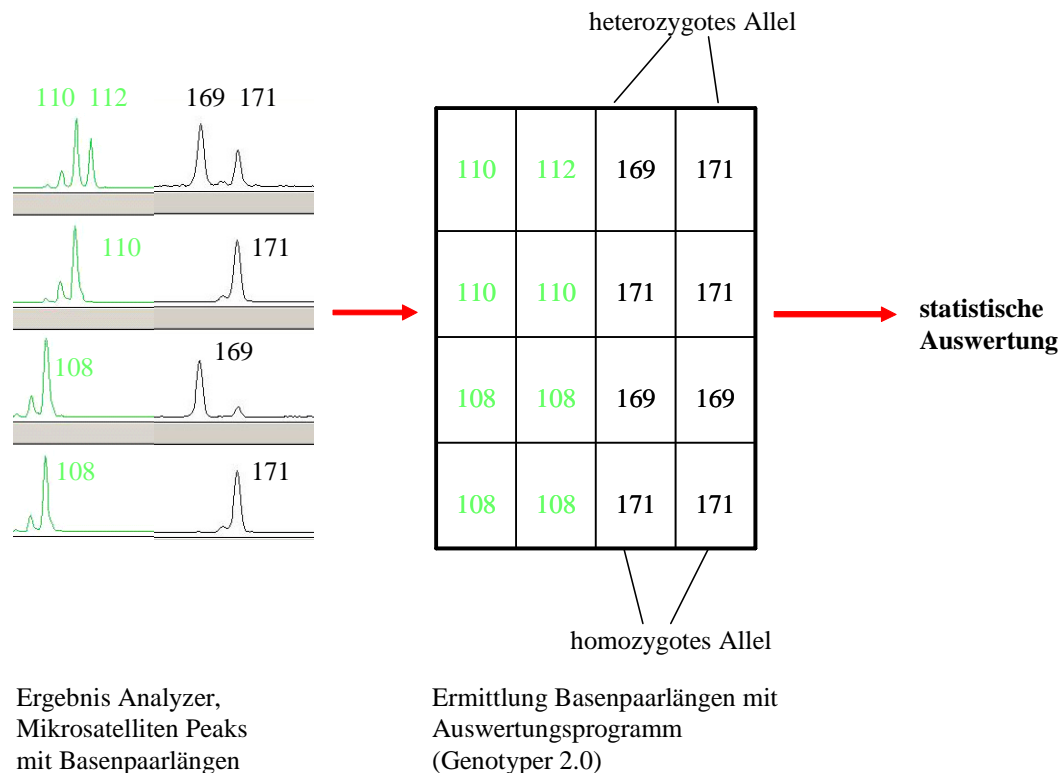 heterozygotes Allel
110 112 169 171
110 171
108 169
108 171
110 112 169 171
110 110 171 171
108 108 169 169
108 108 171 171
statistische
Auswertung
homozygotes Allel
Ergebnis Analyzer,
Mikrosatelliten Peaks
mit Basenpaarlängen
Ermittlung Basenpaarlängen mit
Auswertungsprogramm
(Genotyper 2.0)